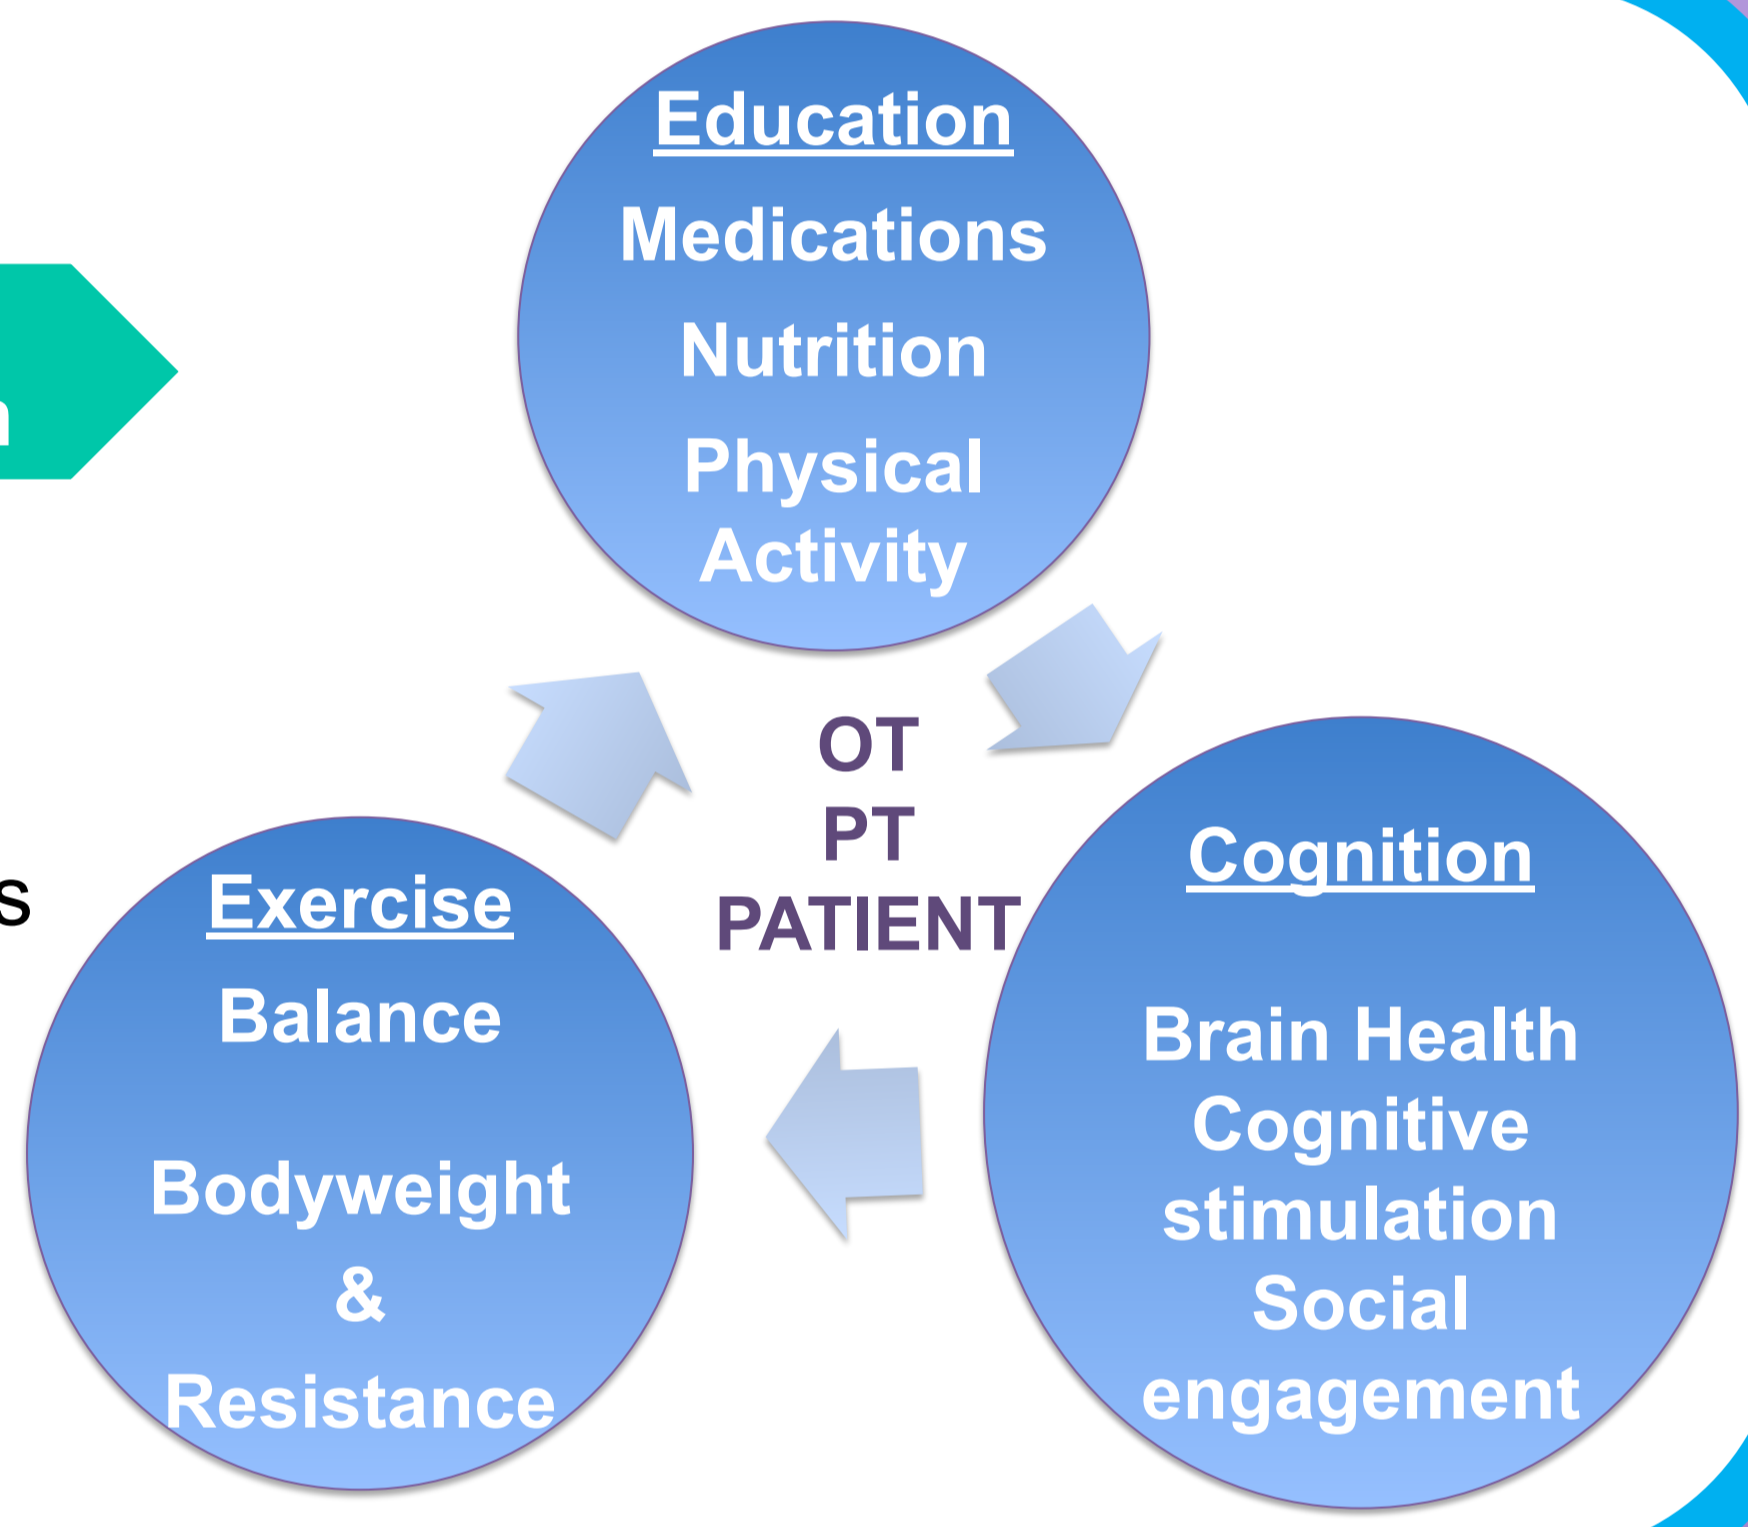 Education
Medications
Nutrition
Physical
Activity
OT
PT
PATIENT
Cognition
Brain Health
Cognitive
stimulation
Social
engagement
Exercise
Balance
Bodyweight
&
Resistance